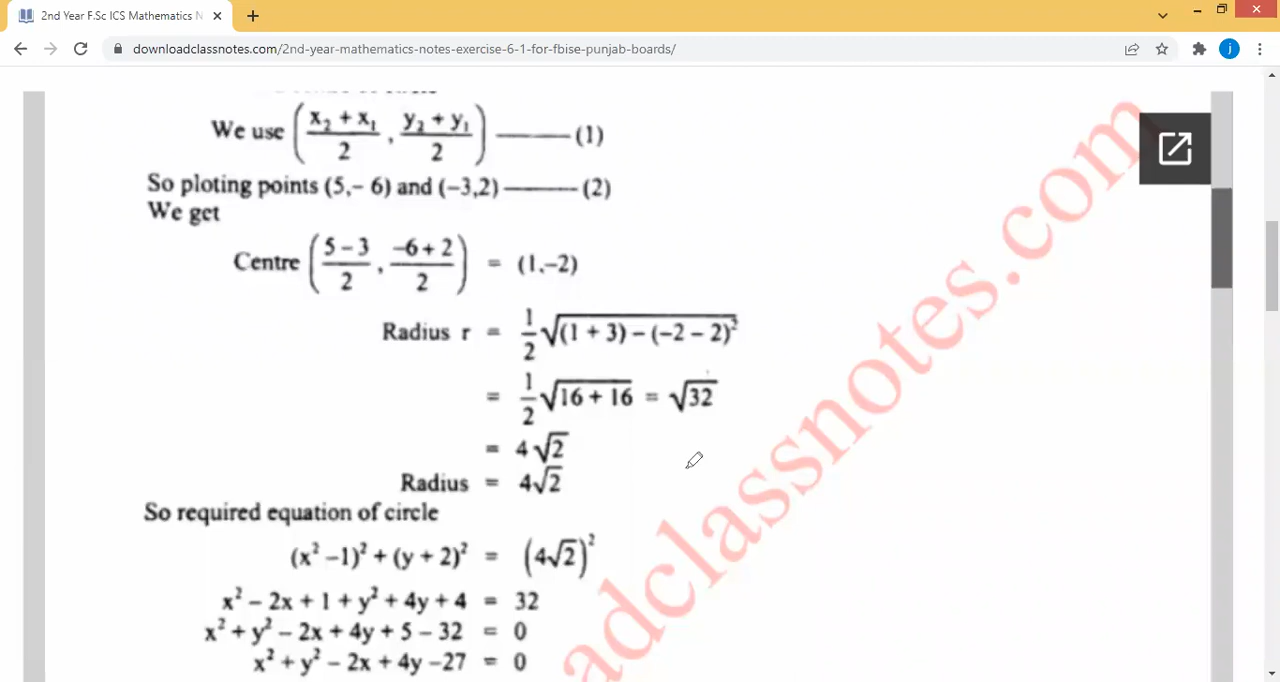 2nd Year F.Sc ICS Mathematics N
downloadclassnotes.com/2nd-year-mathematics-notes-exercise-6-1-for-fbise-punjab-boards/
j
We use ( x₂ + x₁ / 2 , y₂ + y₁ / 2 ) ——— (1)
So ploting points (5,– 6) and (–3,2) ——— (2)
We get
Centre ( 5 – 3 / 2 , –6 + 2 / 2 ) = (1,–2)
Radius r = 1/2 √(1 + 3) – (–2 – 2)²
= 1/2 √16 + 16 = √32
= 4√2
Radius = 4√2
So required equation of circle
(x² –1)² + (y + 2)² = (4√2)²
x² – 2x + 1 + y² + 4y + 4 = 32
x² + y² – 2x + 4y + 5 – 32 = 0
x² + y² – 2x + 4y –27 = 0
adclassnotes.com